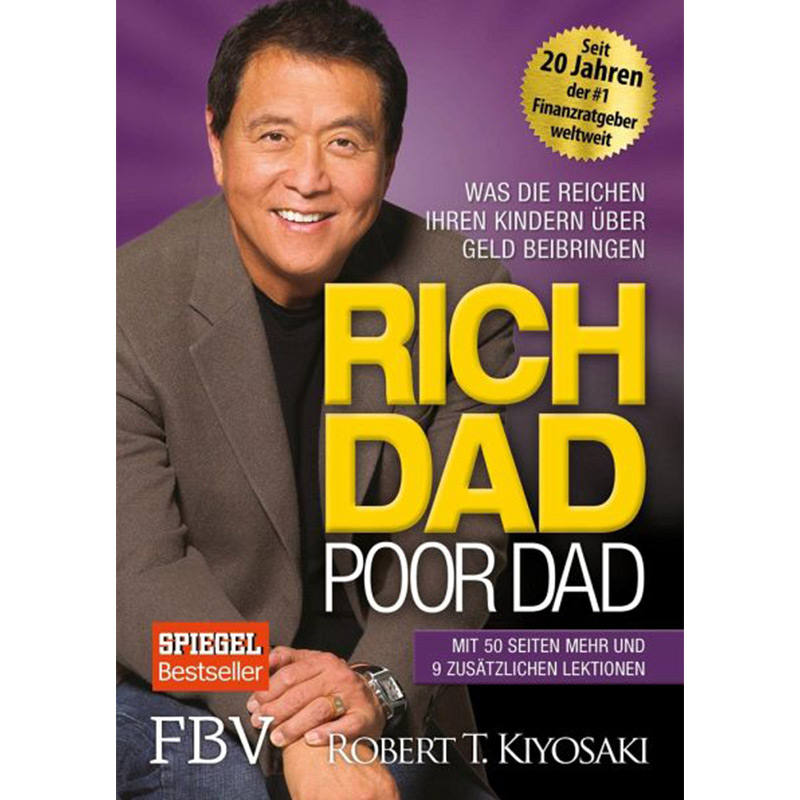 Seit
20 Jahren
der #1
Finanzratgeber
weltweit
WAS DIE REICHEN
IHREN KINDERN ÜBER
GELD BEIBRINGEN
RICH
DAD
POOR DAD
MIT 50 SEITEN MEHR UND
9 ZUSÄTZLICHEN LEKTIONEN
SPIEGEL
Bestseller
FBV
ROBERT T. KIYOSAKI